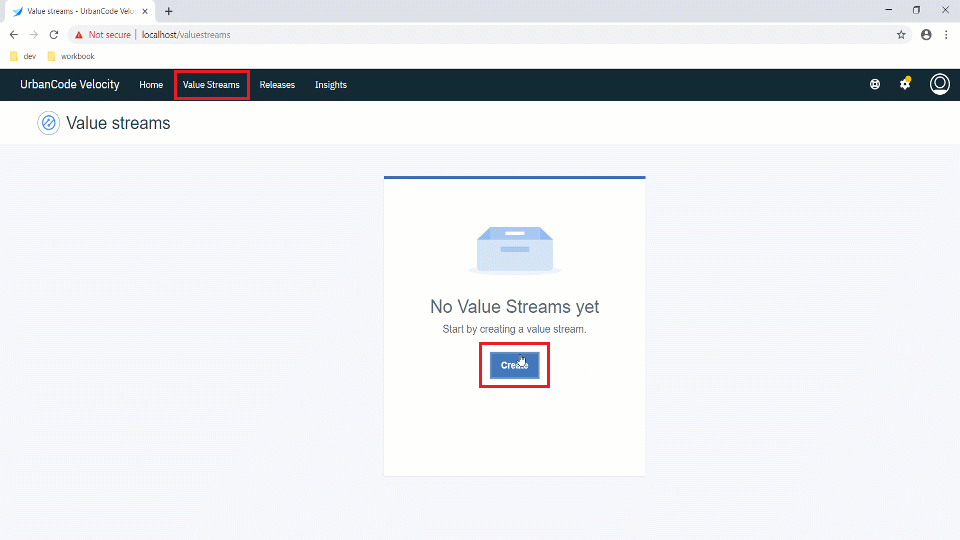 Value streams - UrbanCode Velo
Not secure | localhost/valuestreams
dev workbook
UrbanCode Velocity Home Value Streams Releases Insights
Value streams
No Value Streams yet
Start by creating a value stream.
Create